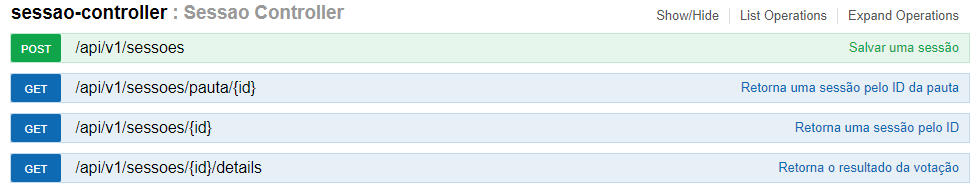 sessao-controller : Sessao Controller Show/Hide List Operations Expand Operations
POST /api/v1/sessoes Salvar uma sessão
GET /api/v1/sessoes/pauta/{id} Retorna uma sessão pelo ID da pauta
GET /api/v1/sessoes/{id} Retorna uma sessão pelo ID
GET /api/v1/sessoes/{id}/details Retorna o resultado da votação